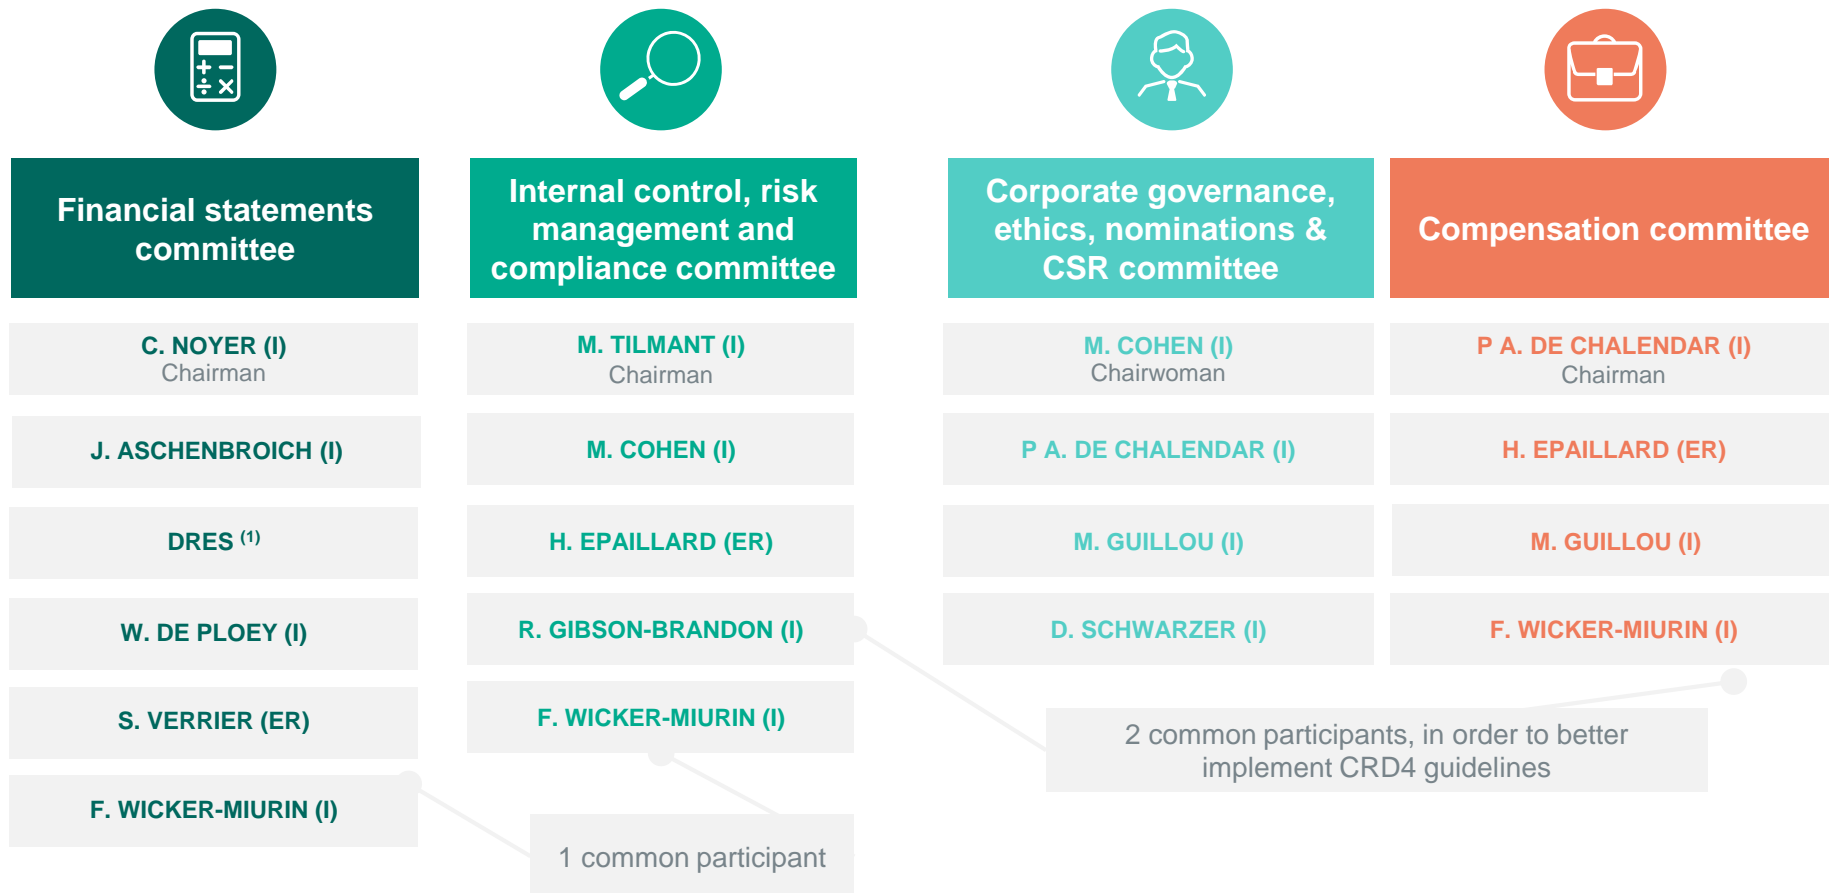 Financial statements
committee
C. NOYER (I)
Chairman
J. ASCHENBROICH (I)
DRES (1)
W. DE PLOEY (I)
S. VERRIER (ER)
F. WICKER-MIURIN (I)
Internal control, risk
management and
compliance committee
M. TILMANT (I)
Chairman
M. COHEN (I)
H. EPAILLARD (ER)
R. GIBSON-BRANDON (I)
F. WICKER-MIURIN (I)
1 common participant
Corporate governance,
ethics, nominations &
CSR committee
M. COHEN (I)
Chairwoman
P A. DE CHALENDAR (I)
M. GUILLOU (I)
D. SCHWARZER (I)
Compensation committee
P A. DE CHALENDAR (I)
Chairman
H. EPAILLARD (ER)
M. GUILLOU (I)
F. WICKER-MIURIN (I)
2 common participants, in order to better
implement CRD4 guidelines